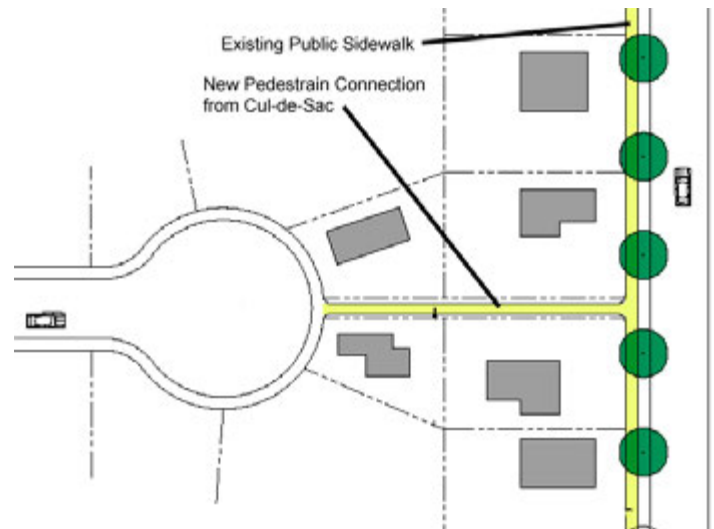 Existing Public Sidewalk
New Pedestrain Connection
from Cul-de-Sac